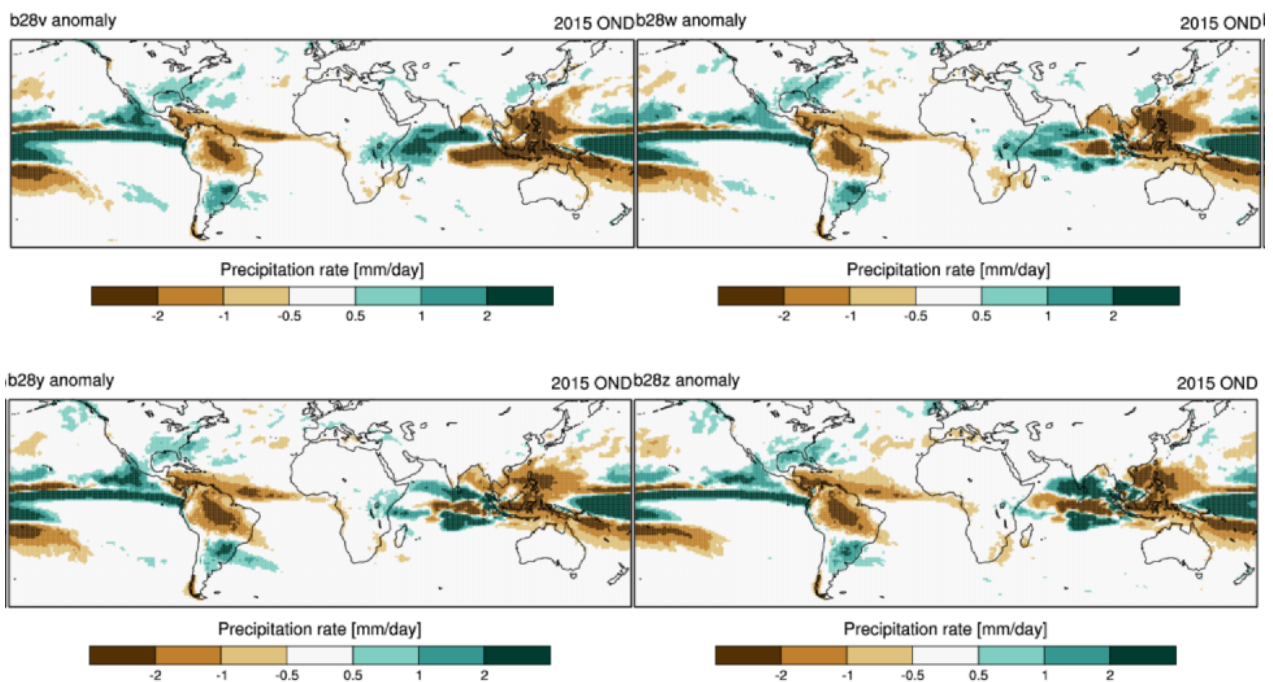 b28v anomaly 2015 OND
b28w anomaly 2015 OND
Precipitation rate [mm/day]
-2 -1 -0.5 0.5 1 2
Precipitation rate [mm/day]
-2 -1 -0.5 0.5 1 2
b28y anomaly 2015 OND
b28z anomaly 2015 OND
Precipitation rate [mm/day]
-2 -1 -0.5 0.5 1 2
Precipitation rate [mm/day]
-2 -1 -0.5 0.5 1 2